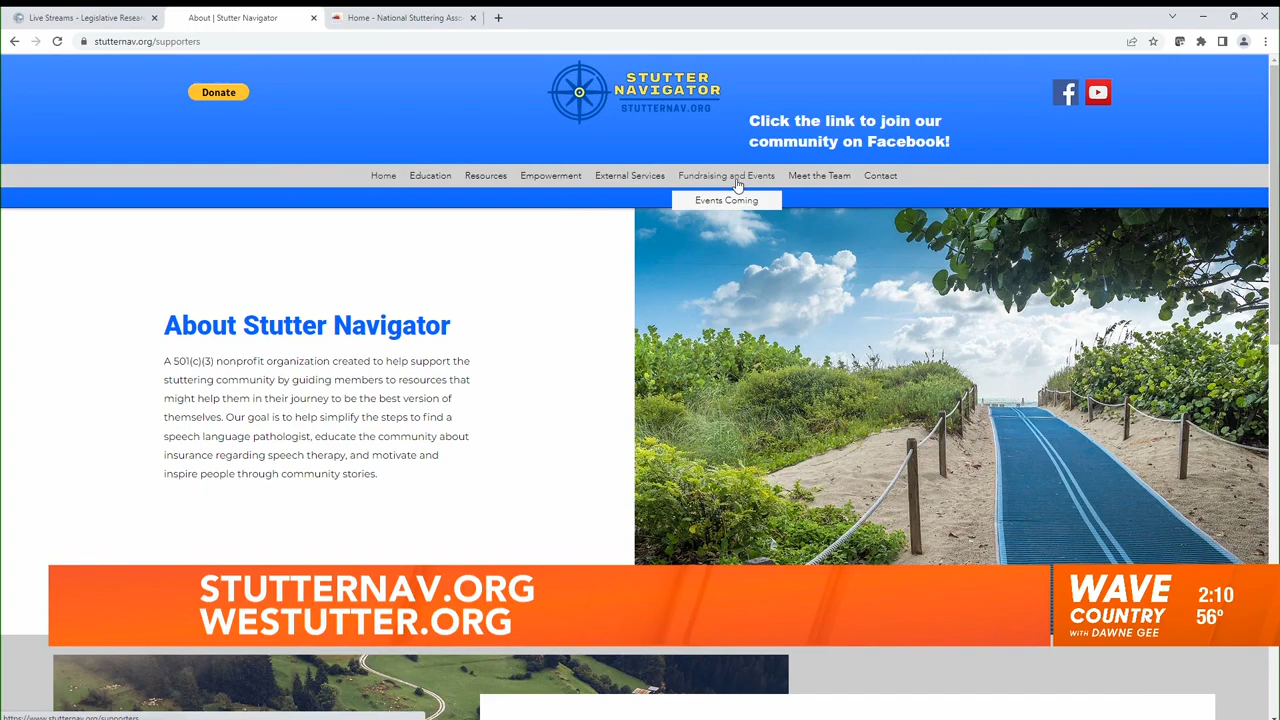 Live Streams - Legislative Resear
About | Stutter Navigator
Home - National Stuttering Asso
stutternav.org/supporters
Donate
STUTTER
NAVIGATOR
STUTTERNAV.ORG
Click the link to join our
community on Facebook!
Home Education Resources Empowerment External Services Fundraising and Events Meet the Team Contact
Events Coming
About Stutter Navigator
A 501(c)(3) nonprofit organization created to help support the
stuttering community by guiding members to resources that
might help them in their journey to be the best version of
themselves. Our goal is to help simplify the steps to find a
speech language pathologist, educate the community about
insurance regarding speech therapy, and motivate and
inspire people through community stories.
STUTTERNAV.ORG
WESTUTTER.ORG
WAVE
COUNTRY
WITH DAWNE GEE
2:10
56°
https://www.stutternav.org/supporters